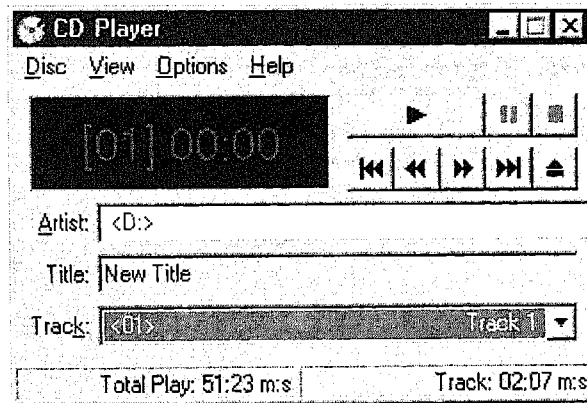 CD Player
Disc View Options Help
[01] 00:00
Artist: <D:>
Title: New Title
Track: <01> Track 1
Total Play: 51:23 m:s Track: 02:07 m:s